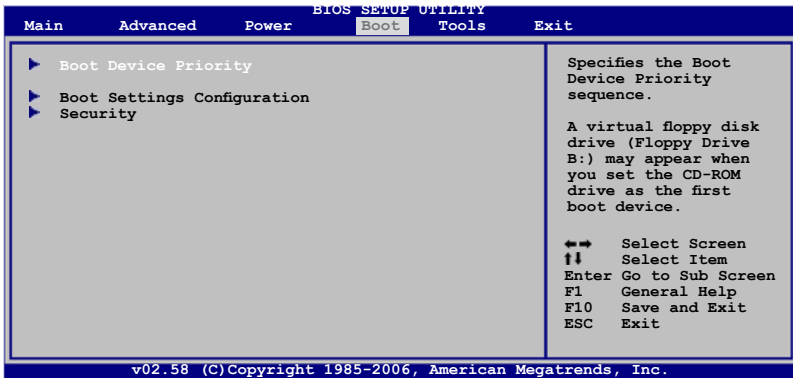 BIOS SETUP UTILITY
Main Advanced Power Boot Tools Exit
Boot Device Priority
Boot Settings Configuration
Security
Specifies the Boot
Device Priority
sequence.
A virtual floppy disk
drive (Floppy Drive
B:) may appear when
you set the CD-ROM
drive as the first
boot device.
←→ Select Screen
↑↓ Select Item
Enter Go to Sub Screen
F1 General Help
F10 Save and Exit
ESC Exit
v02.58 (C)Copyright 1985-2006, American Megatrends, Inc.